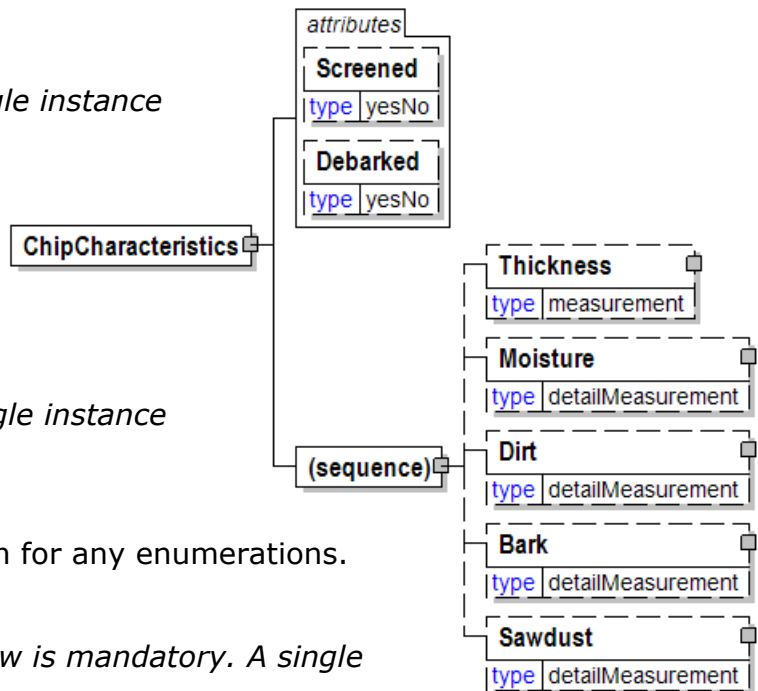 gle instance
gle instance
n for any enumerations.
w is mandatory. A single
ChipCharacteristics
attributes
Screened
type yesNo
Debarked
type yesNo
(sequence)
Thickness
type measurement
Moisture
type detailMeasurement
Dirt
type detailMeasurement
Bark
type detailMeasurement
Sawdust
type detailMeasurement